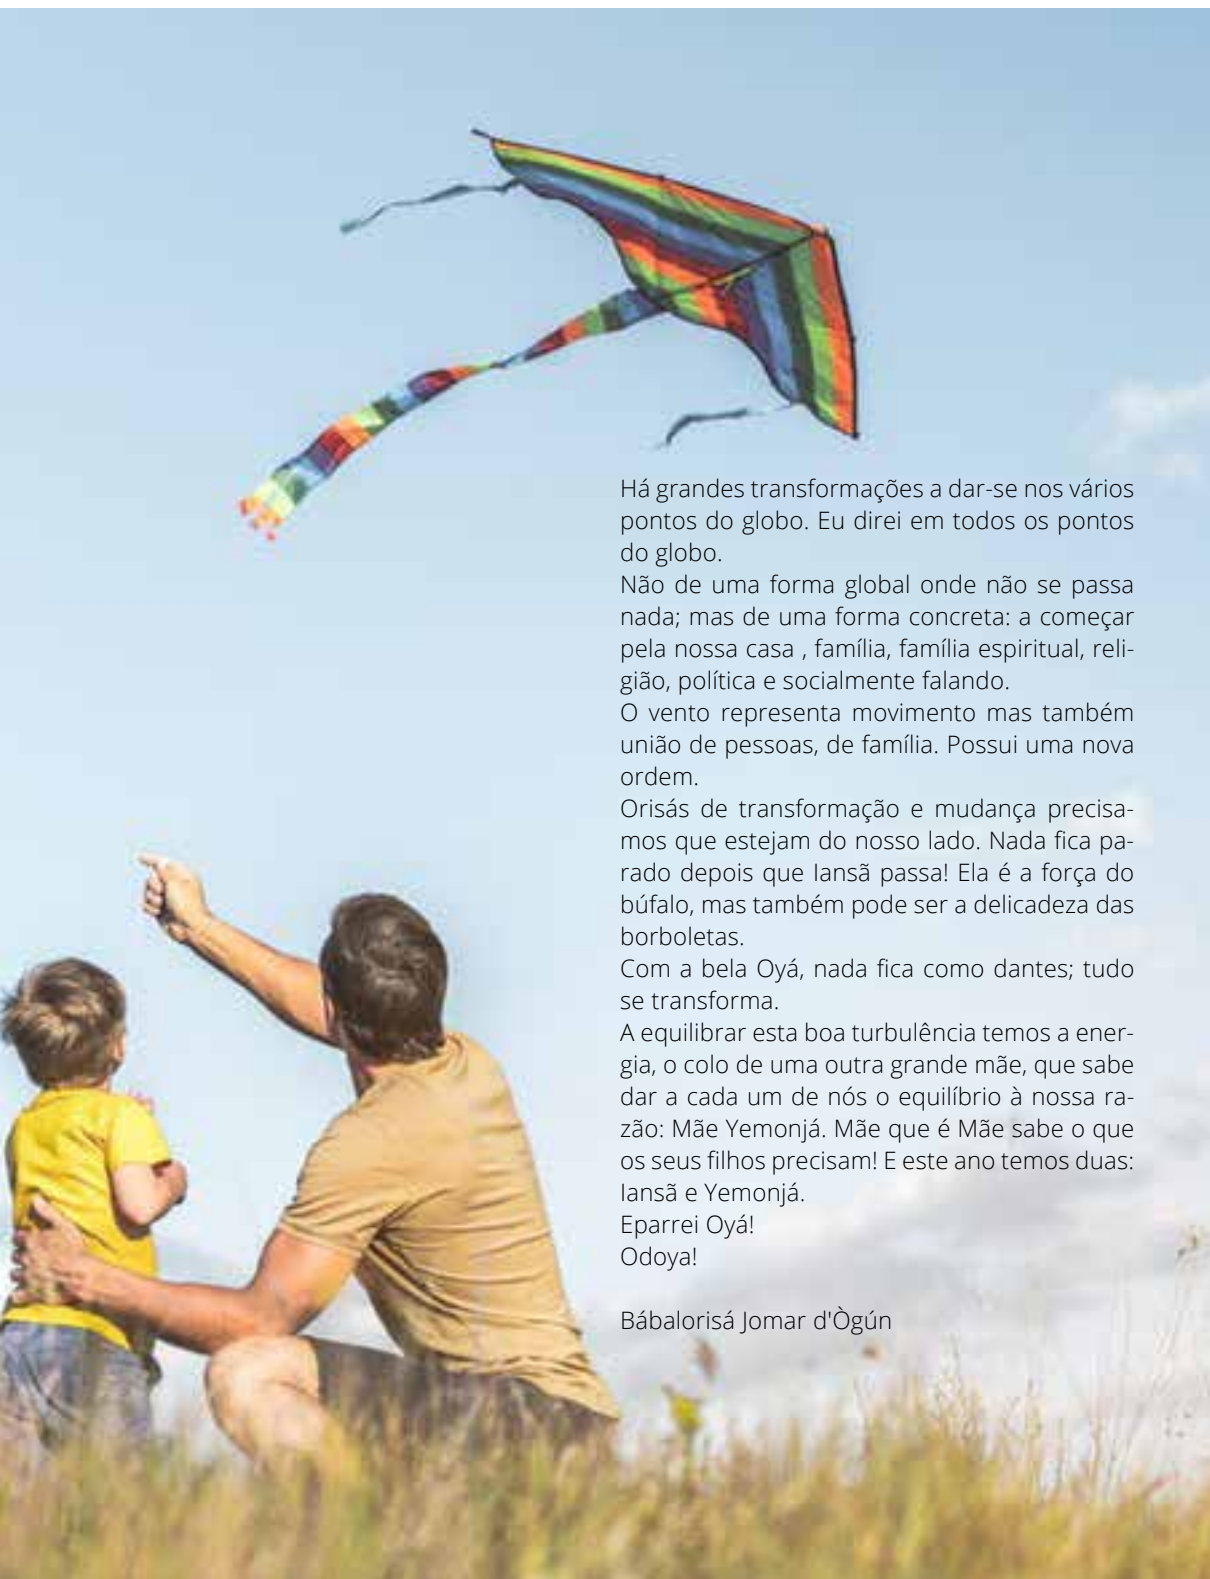 Há grandes transformações a dar-se nos vários
pontos do globo. Eu direi em todos os pontos
do globo.
Não de uma forma global onde não se passa
nada; mas de uma forma concreta: a começar
pela nossa casa , família, família espiritual, reli-
gião, política e socialmente falando.
O vento representa movimento mas também
união de pessoas, de família. Possui uma nova
ordem.
Orisás de transformação e mudança precisa-
mos que estejam do nosso lado. Nada fica pa-
rado depois que Iansã passa! Ela é a força do
búfalo, mas também pode ser a delicadeza das
borboletas.
Com a bela Oyá, nada fica como dantes; tudo
se transforma.
A equilibrar esta boa turbulência temos a ener-
gia, o colo de uma outra grande mãe, que sabe
dar a cada um de nós o equilíbrio à nossa ra-
zão: Mãe Yemonjá. Mãe que é Mãe sabe o que
os seus filhos precisam! E este ano temos duas:
Iansã e Yemonjá.
Eparrei Oyá!
Odoya!
Bábalorisá Jomar d'Ògún